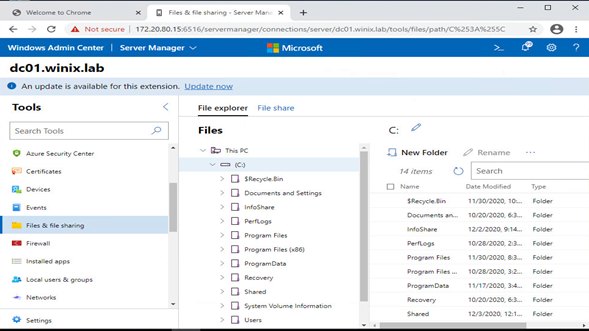 Welcome to Chrome
Files & file sharing - Server Man
Not secure | 172.20.80.15:6516/servermanager/connections/server/dc01.winix.lab/tools/files/path/C%253A%255C
Windows Admin Center | Server Manager
Microsoft
dc01.winix.lab
An update is available for this extension. Update now
Tools
Search Tools
Azure Security Center
Certificates
Devices
Events
Files & file sharing
Firewall
Installed apps
Local users & groups
Networks
Settings
File explorer
File share
Files
This PC
(C:)
$Recycle.Bin
Documents and Settings
InfoShare
PerfLogs
Program Files
Program Files (x86)
ProgramData
Recovery
Shared
System Volume Information
Users
C:
New Folder
Rename
...
14 items
Search
Name Date Modified Type
$Recycle.Bin 11/30/2020, 10:... Folder
Documents an... 10/20/2020, 6:3... Folder
InfoShare 12/2/2020, 9:14... Folder
PerfLogs 10/28/2020, 2:3... Folder
Program Files 11/30/2020, 8:3... Folder
Program Files ... 10/28/2020, 3:2... Folder
ProgramData 11/17/2020, 3:4... Folder
Recovery 10/20/2020, 6:3... Folder
Shared 12/3/2020, 12:1... Folder